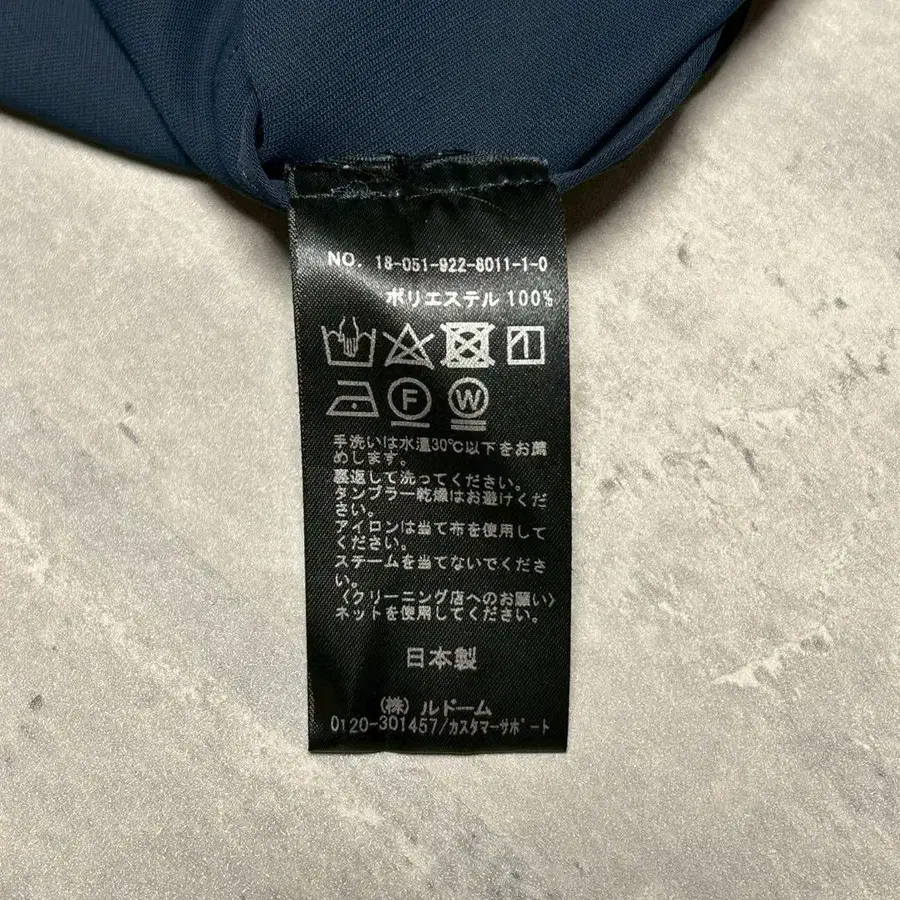 NO. 18-051-922-8011-1-0
ポリエステル 100%
F W
手洗いは水温30℃以下をお薦
めします。
裏返して洗ってください。
タンブラー乾燥はお避けくだ
さい。
アイロンは当て布を使用して
ください。
スチームを当てないでくださ
い。
〈クリーニング店へのお願い〉
ネットを使用してください。
日本製
(株) ルドーム
0120-301457/カスタマーサポート